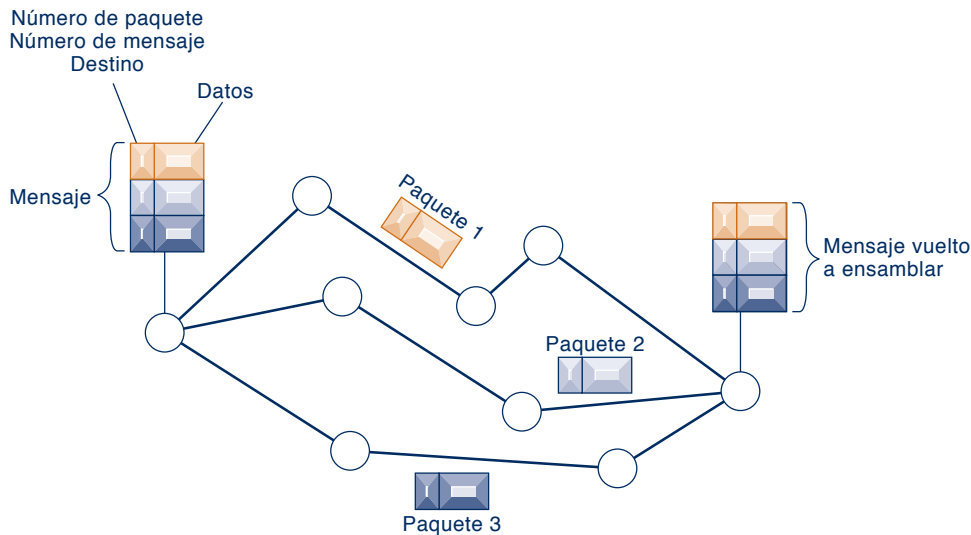 Número de paquete
Número de mensaje
Destino
Datos
Mensaje
Paquete 1
Mensaje vuelto
a ensamblar
Paquete 2
Paquete 3